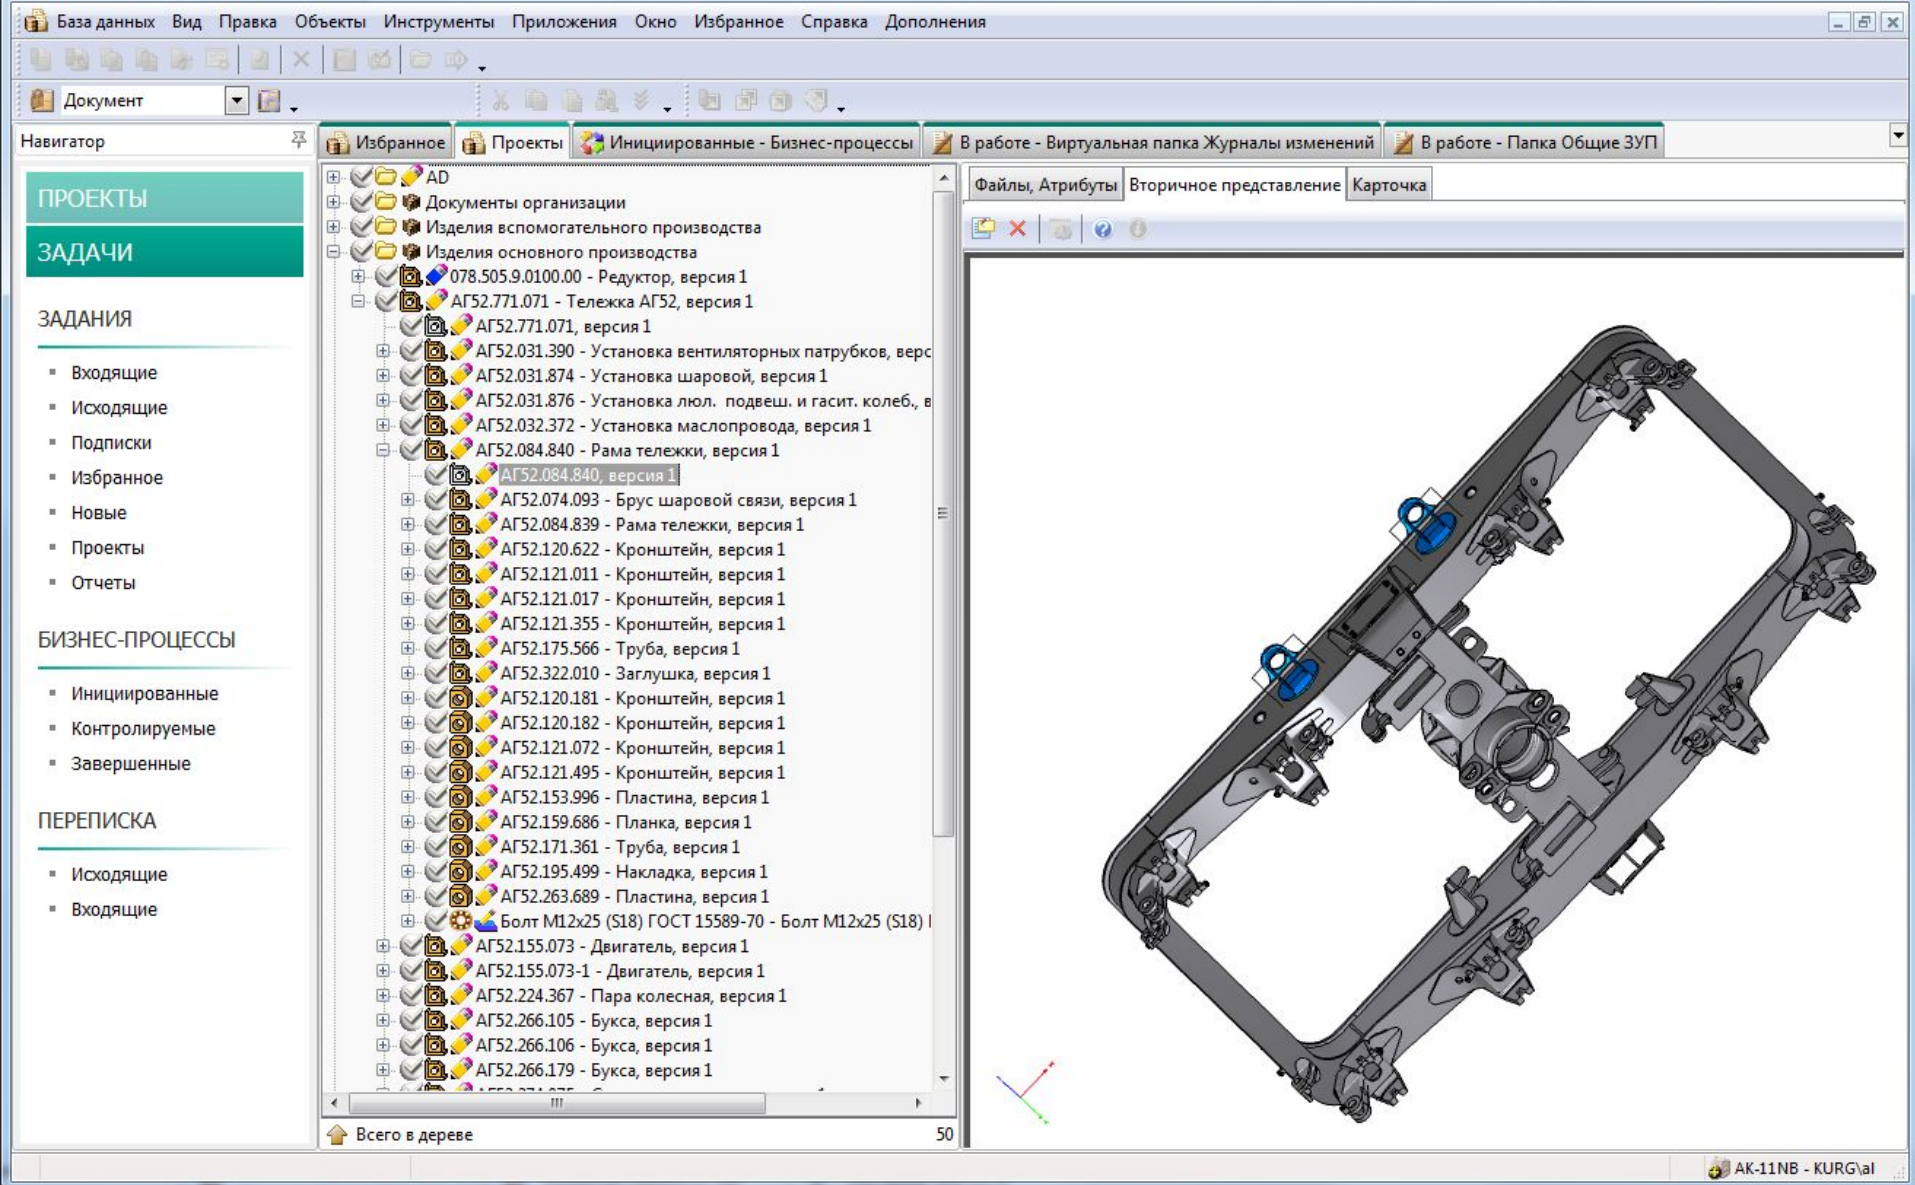 База данных Вид Правка Объекты Инструменты Приложения Окно Избранное Справка Дополнения
Документ
Навигатор
Избранное Проекты Инициированные - Бизнес-процессы В работе - Виртуальная папка Журналы изменений В работе - Папка Общие ЗУП
ПРОЕКТЫ
ЗАДАЧИ
ЗАДАНИЯ
Входящие
Исходящие
Подписки
Избранное
Новые
Проекты
Отчеты
БИЗНЕС-ПРОЦЕССЫ
Инициированные
Контролируемые
Завершенные
ПЕРЕПИСКА
Исходящие
Входящие
AD
Документы организации
Изделия вспомогательного производства
Изделия основного производства
078.505.9.0100.00 - Редуктор, версия 1
АГ52.771.071 - Тележка АГ52, версия 1
АГ52.771.071, версия 1
АГ52.031.390 - Установка вентиляторных патрубков, верс
АГ52.031.874 - Установка шаровой, версия 1
АГ52.031.876 - Установка люл. подвеш. и гасит. колеб., в
АГ52.032.372 - Установка маслопровода, версия 1
АГ52.084.840 - Рама тележки, версия 1
АГ52.084.840, версия 1
АГ52.074.093 - Брус шаровой связи, версия 1
АГ52.084.839 - Рама тележки, версия 1
АГ52.120.622 - Кронштейн, версия 1
АГ52.121.011 - Кронштейн, версия 1
АГ52.121.017 - Кронштейн, версия 1
АГ52.121.355 - Кронштейн, версия 1
АГ52.175.566 - Труба, версия 1
АГ52.322.010 - Заглушка, версия 1
АГ52.120.181 - Кронштейн, версия 1
АГ52.120.182 - Кронштейн, версия 1
АГ52.121.072 - Кронштейн, версия 1
АГ52.121.495 - Кронштейн, версия 1
АГ52.153.996 - Пластина, версия 1
АГ52.159.686 - Планка, версия 1
АГ52.171.361 - Труба, версия 1
АГ52.195.499 - Накладка, версия 1
АГ52.263.689 - Пластина, версия 1
Болт М12х25 (S18) ГОСТ 15589-70 - Болт М12х25 (S18)
АГ52.155.073 - Двигатель, версия 1
АГ52.155.073-1 - Двигатель, версия 1
АГ52.224.367 - Пара колесная, версия 1
АГ52.266.105 - Букса, версия 1
АГ52.266.106 - Букса, версия 1
АГ52.266.179 - Букса, версия 1
Всего в дереве 50
Файлы, Атрибуты Вторичное представление Карточка
AK-11NB - KURG\al